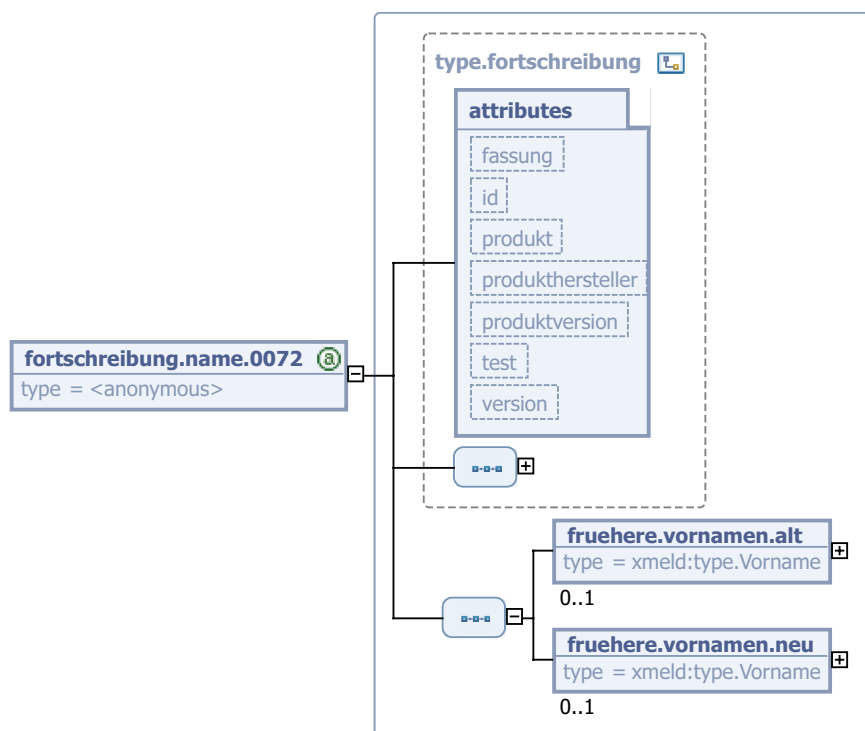 type.fortschreibung
attributes
fassung
id
produkt
produkthersteller
produktversion
test
version
fortschreibung.name.0072 a
type = <anonymous>
fruehere.vornamen.alt
type = xmeld:type.Vorname
0..1
fruehere.vornamen.neu
type = xmeld:type.Vorname
0..1